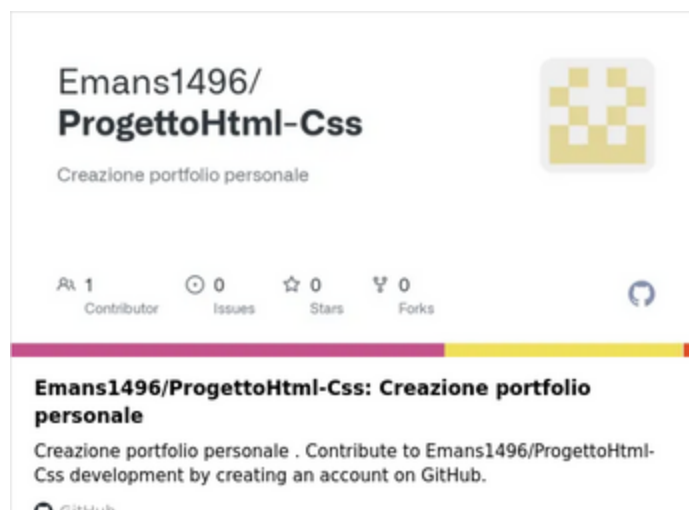 Emans1496/
ProgettoHtml-Css
Creazione portfolio personale
1
Contributor
0
Issues
0
Stars
0
Forks
Emans1496/ProgettoHtml-Css: Creazione portfolio
personale
Creazione portfolio personale . Contribute to Emans1496/ProgettoHtml-
Css development by creating an account on GitHub.
GitHub